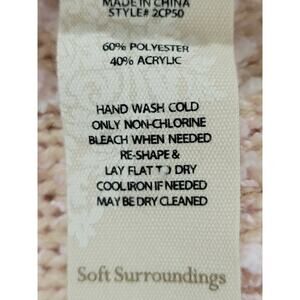 MADE IN CHINA
STYLE# 2CP50
60% POLYESTER
40% ACRYLIC
HAND WASH COLD
ONLY NON-CHLORINE
BLEACH WHEN NEEDED
RE-SHAPE &
LAY FLAT TO DRY
COOL IRON IF NEEDED
MAY BE DRY CLEANED
Soft Surroundings